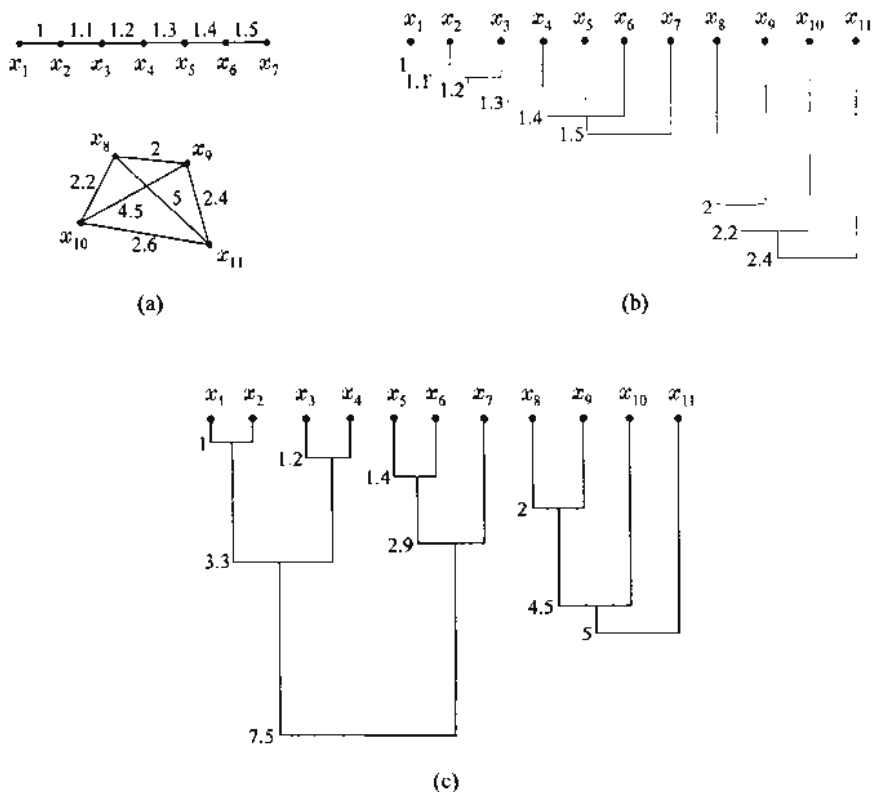 1 1.1 1.2 1.3 1.4 1.5
x₁ x₂ x₃ x₄ x₅ x₆ x₇
x₈ 2 x₉
2.2 5 2.4
4.5
x₁₀ 2.6 x₁₁
(a)
x₁ x₂ x₃ x₄ x₅ x₆ x₇ x₈ x₉ x₁₀ x₁₁
1
1.1
1.2
1.3
1.4
1.5
2
2.2
2.4
(b)
x₁ x₂ x₃ x₄ x₅ x₆ x₇ x₈ x₉ x₁₀ x₁₁
1
1.2
1.4
2
2.9
3.3
4.5
5
7.5
(c)